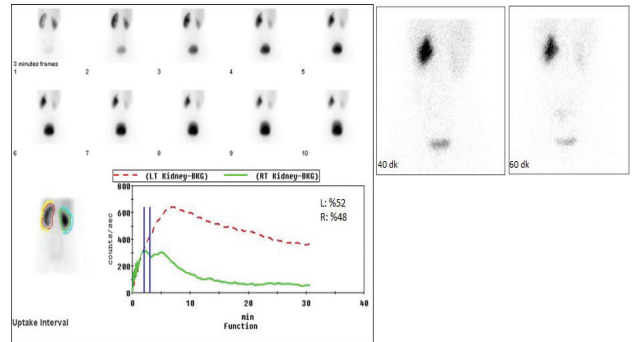 3 minutes frames
1 2 3 4 5
6 7 8 9 10
(LT Kidney-BKG) (RT Kidney-BKG)
L: %52
R: %48
counts/sec
800
600
400
200
0
0 10 20 30 40
min
Function
Uptake Interval
40 dk
60 dk